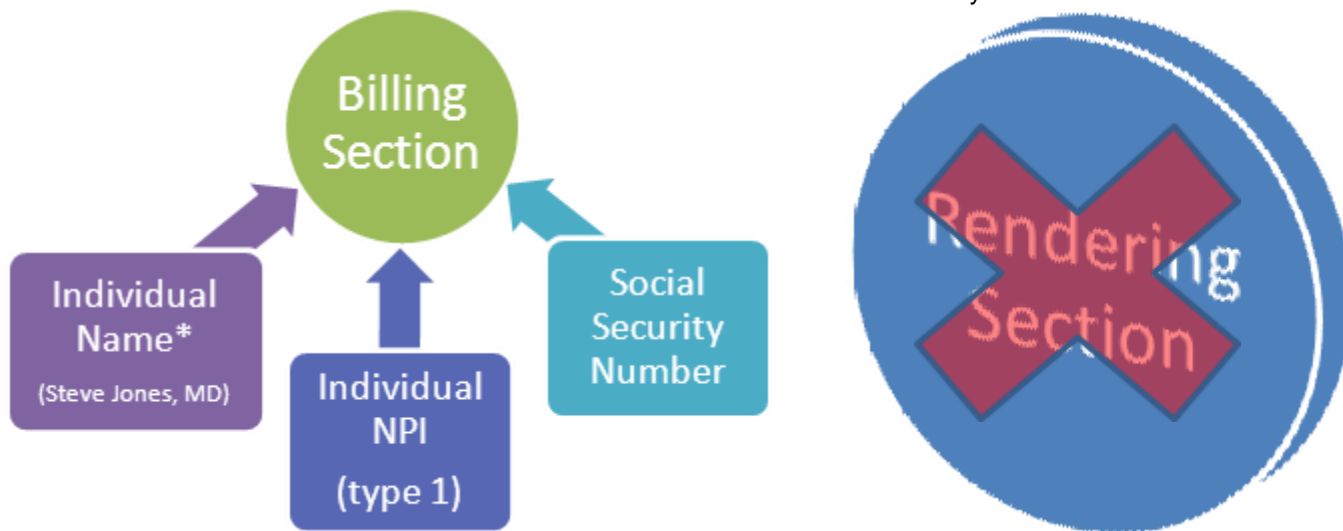 Billing
Section
Individual
Name*
(Steve Jones, MD)
Individual
NPI
(type 1)
Social
Security
Number
Rendering
Section